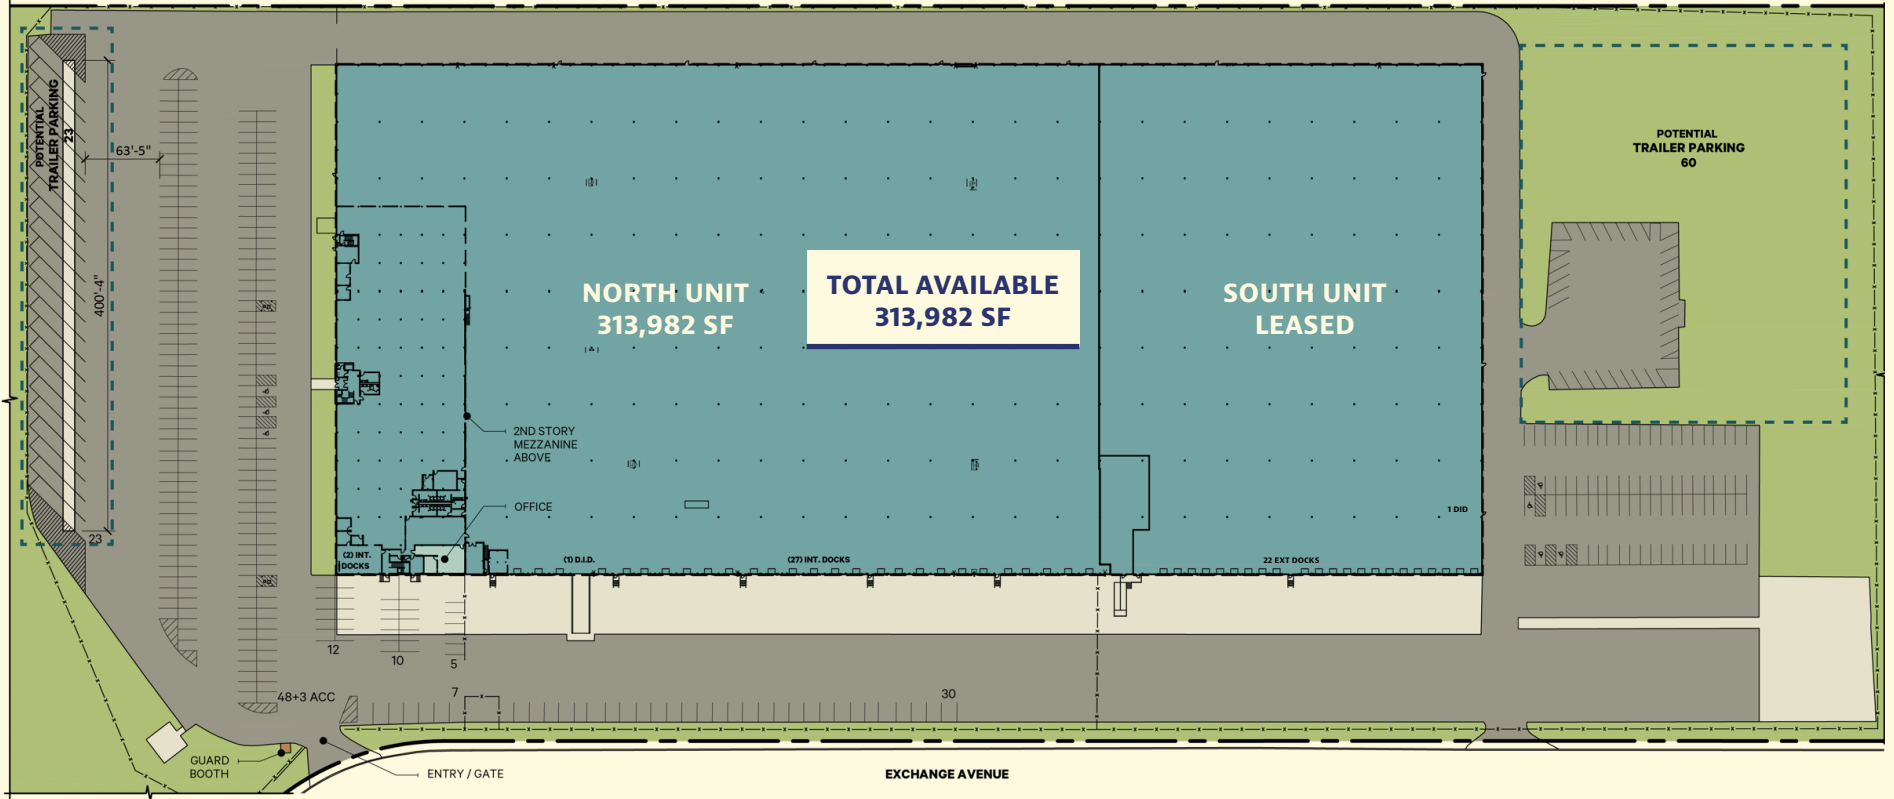 POTENTIAL
TRAILER PARKING
23
63'-5"
400'-4"
23
POTENTIAL
TRAILER PARKING
60
NORTH UNIT
313,982 SF
TOTAL AVAILABLE
313,982 SF
SOUTH UNIT
LEASED
2ND STORY
MEZZANINE
ABOVE
OFFICE
1 DID
(2) INT.
DOCKS
(1) D.I.D.
(27) INT. DOCKS
22 EXT DOCKS
12
10
5
48+3 ACC
7
30
GUARD
BOOTH
ENTRY / GATE
EXCHANGE AVENUE